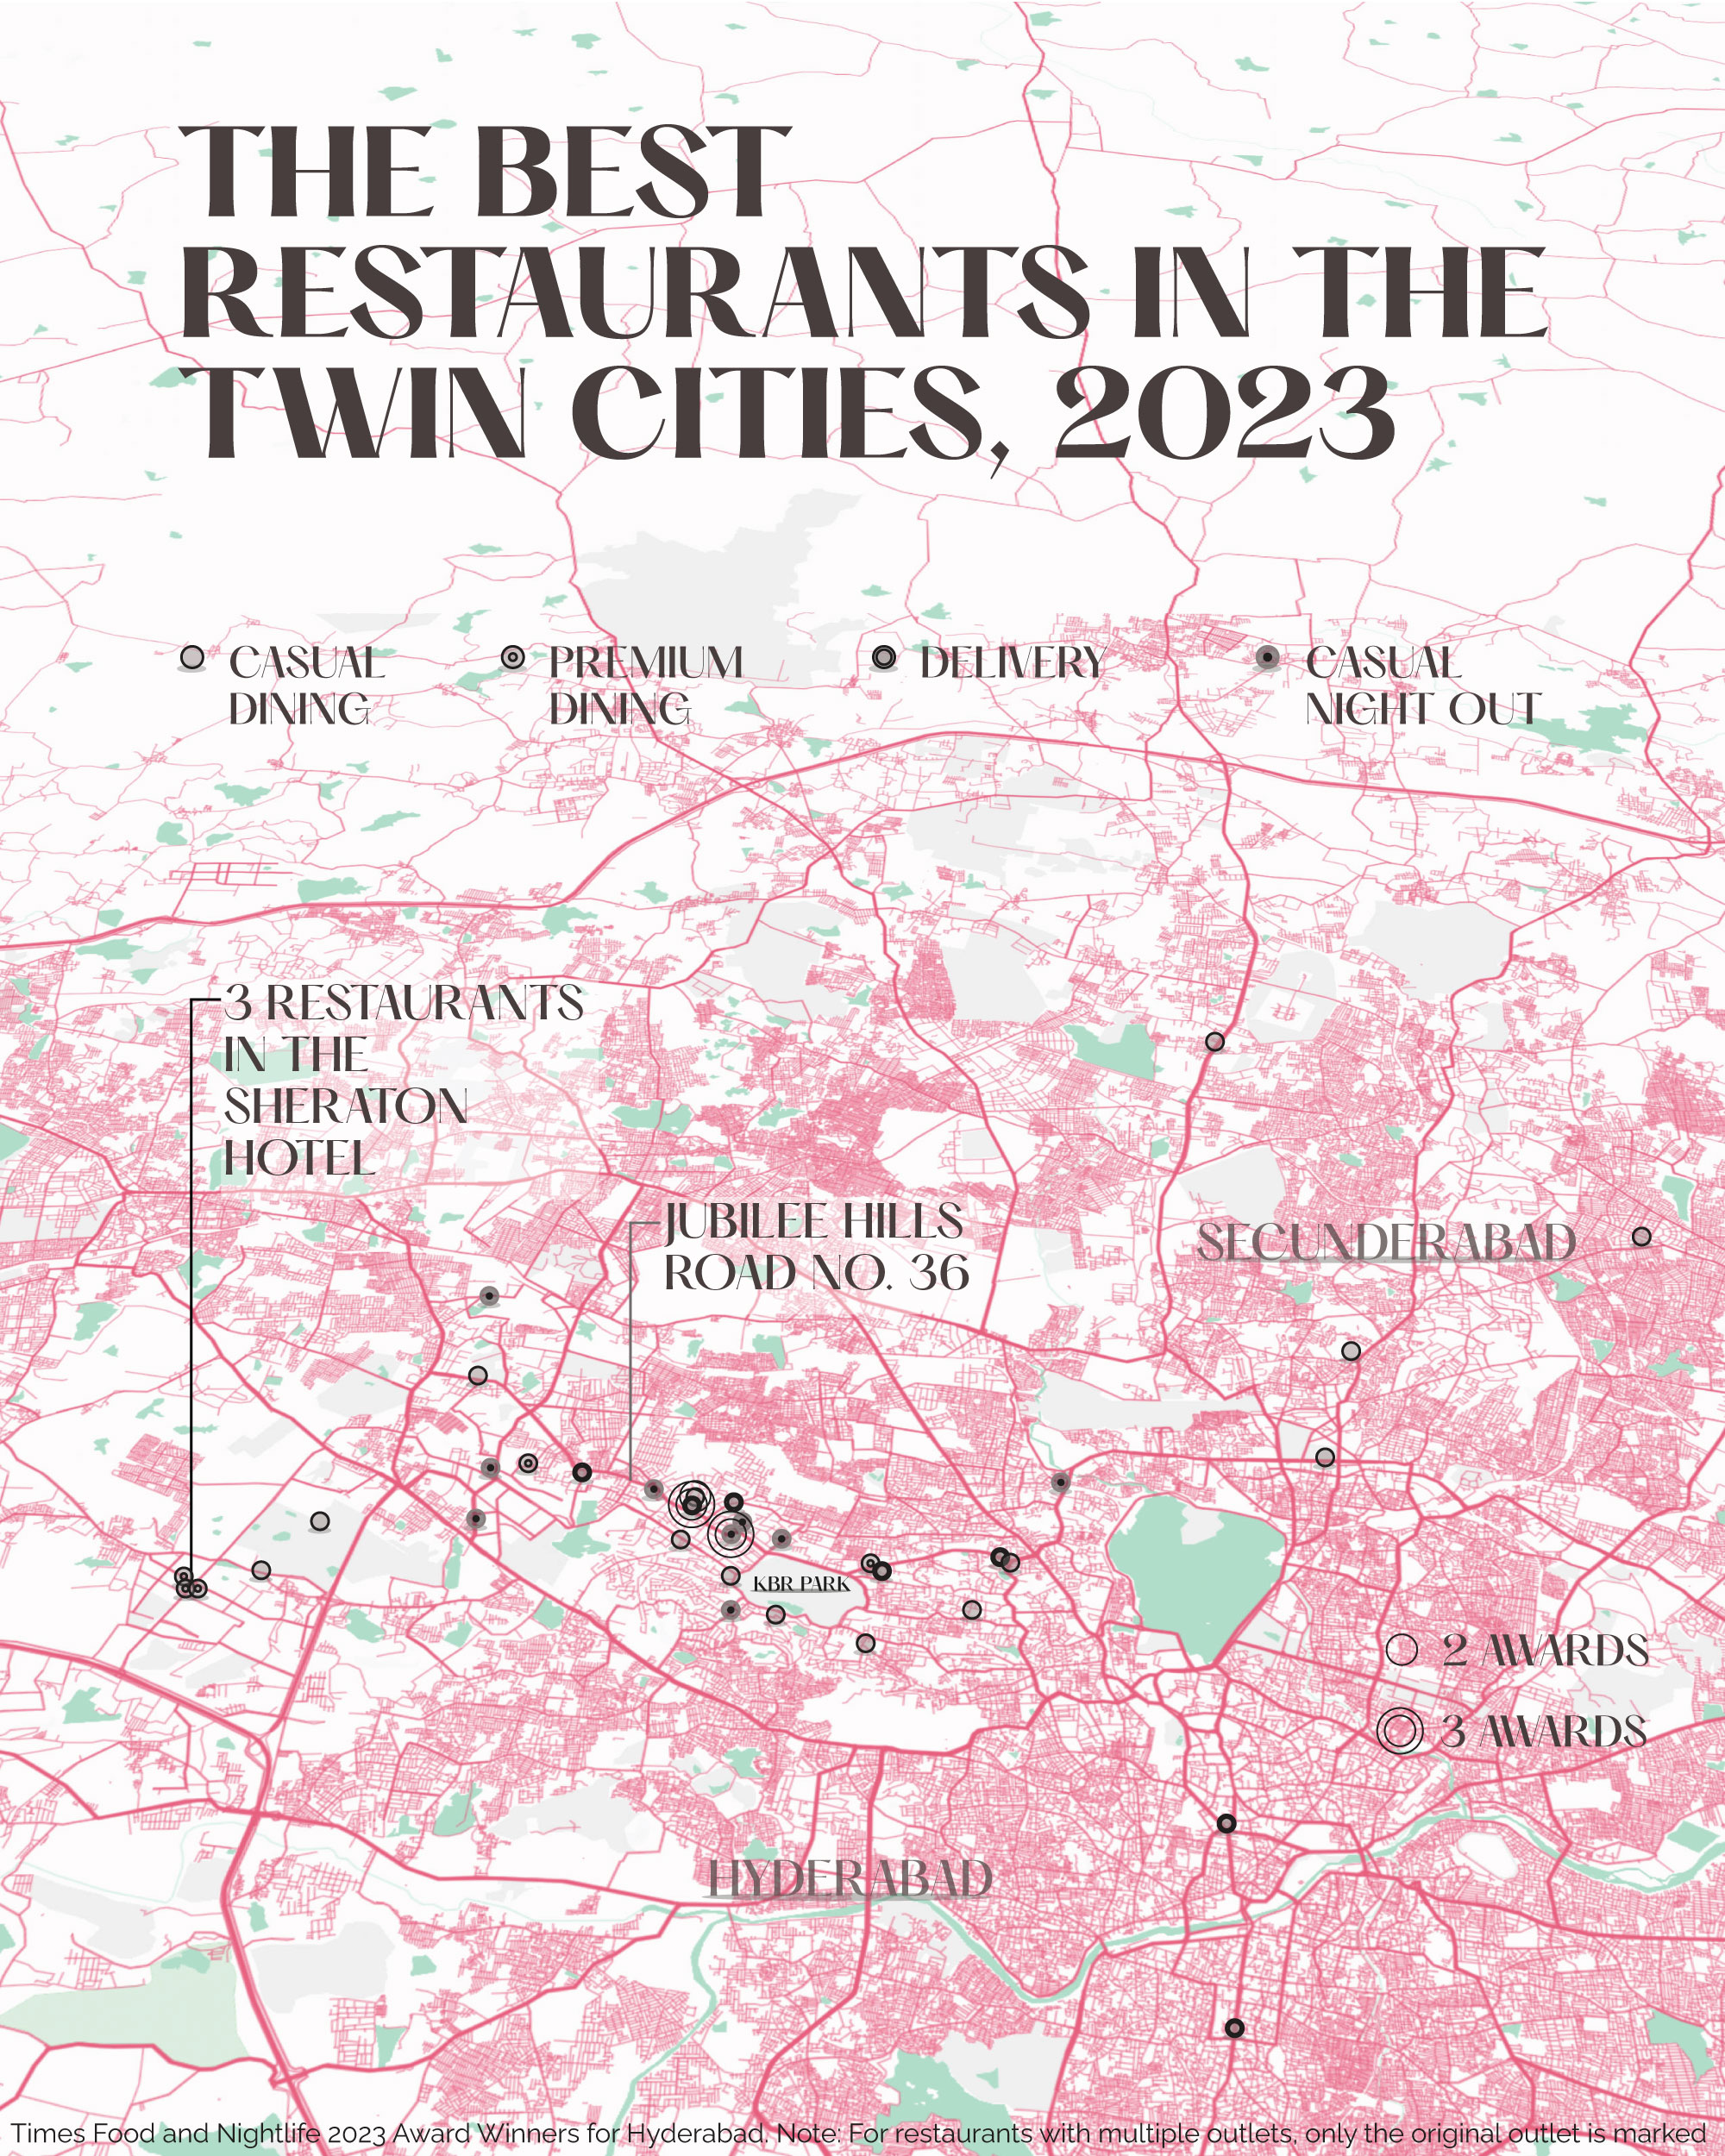 THE BEST
RESTAURANTS IN THE
TWIN CITIES, 2023
CASUAL
DINING
PREMIUM
DINING
DELIVERY
CASUAL
NIGHT OUT
3 RESTAURANTS
IN THE
SHERATON
HOTEL
JUBILEE HILLS
ROAD NO. 36
SECUNDERABAD
KBR PARK
2 AWARDS
3 AWARDS
HYDERABAD
Times Food and Nightlife 2023 Award Winners for Hyderabad. Note: For restaurants with multiple outlets, only the original outlet is marked